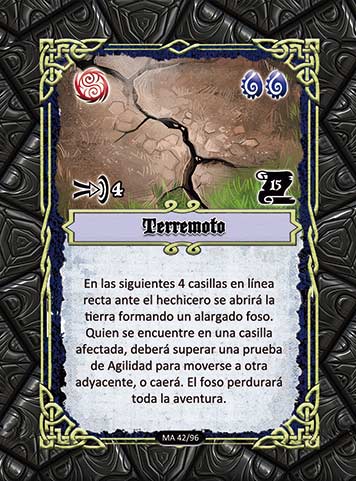 4
15
Terremoto
En las siguientes 4 casillas en línea
recta ante el hechicero se abrirá la
tierra formando un alargado foso.
Quien se encuentre en una casilla
afectada, deberá superar una prueba
de Agilidad para moverse a otra
adyacente, o caerá. El foso perdurará
toda la aventura.
MA 42/96